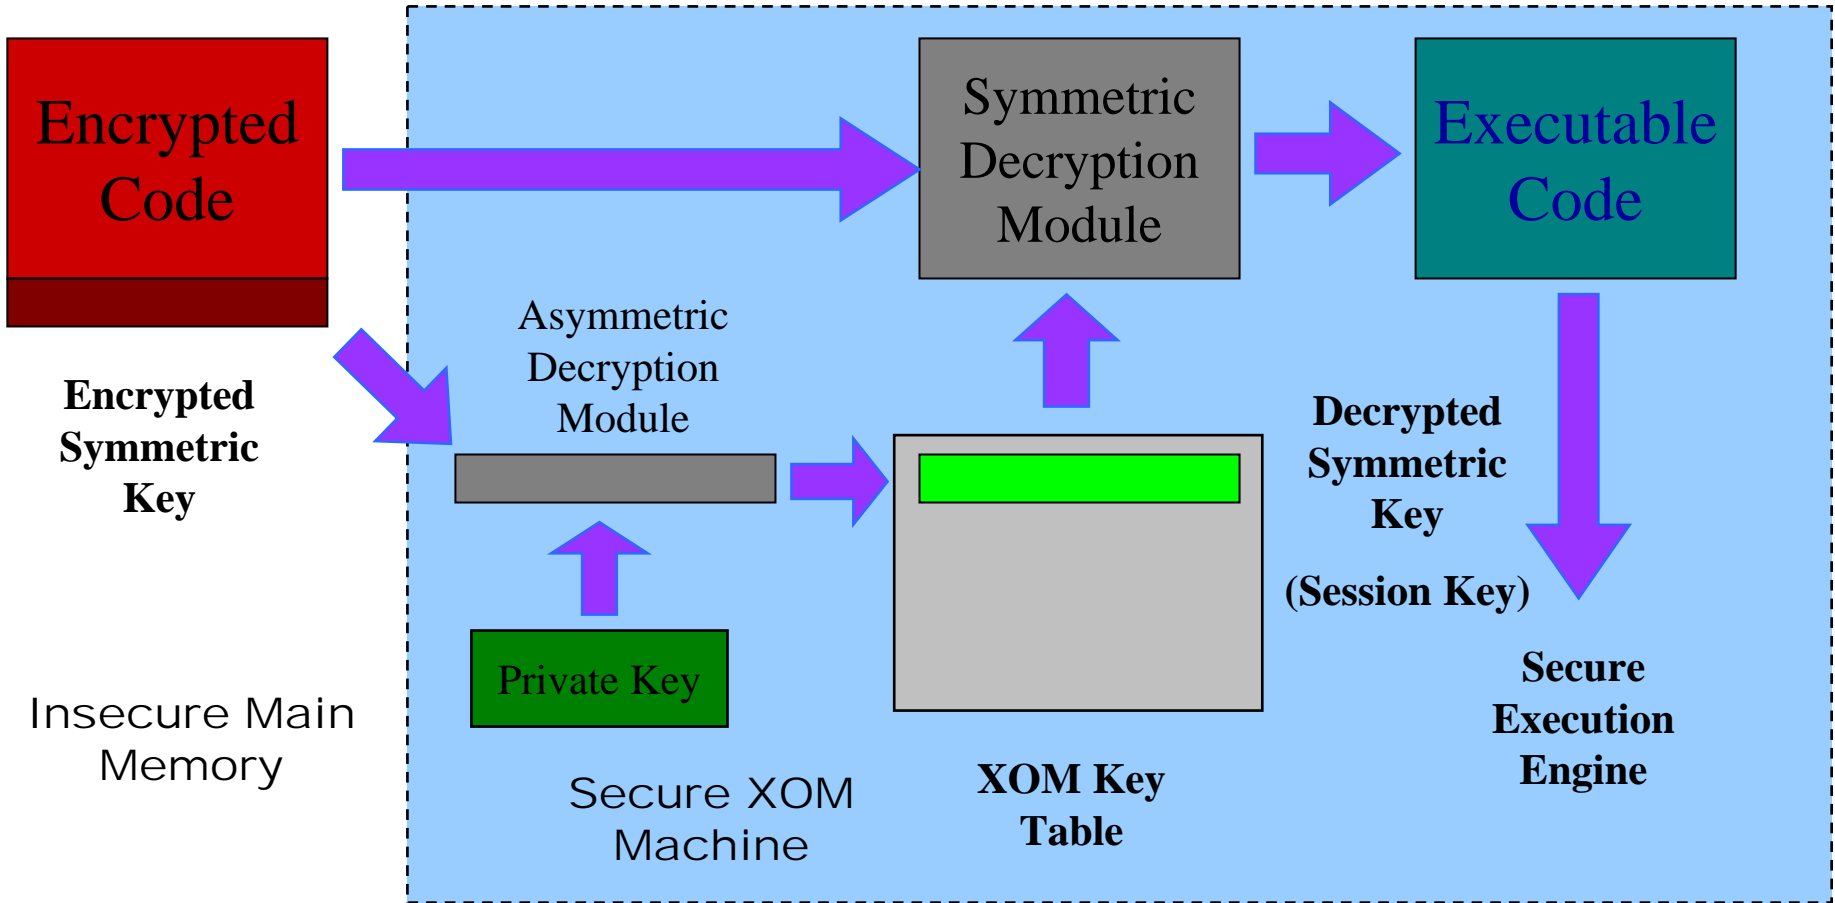 Encrypted
Code
Symmetric
Decryption
Module
Executable
Code
Asymmetric
Decryption
Module
Encrypted
Symmetric
Key
Decrypted
Symmetric
Key
(Session Key)
Private Key
Secure
Execution
Engine
Insecure Main
Memory
Secure XOM
Machine
XOM Key
Table